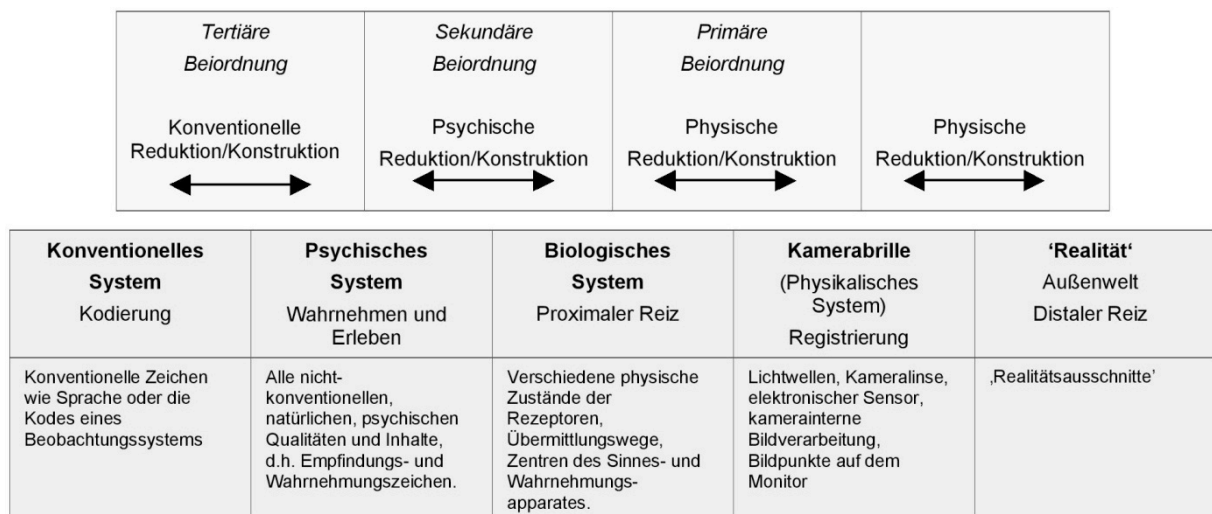 Tertiäre
Beiordnung
Konventionelle
Reduktion/Konstruktion
Sekundäre
Beiordnung
Psychische
Reduktion/Konstruktion
Primäre
Beiordnung
Physische
Reduktion/Konstruktion
Physische
Reduktion/Konstruktion
Konventionelles
System
Kodierung
Psychisches
System
Wahrnehmen und
Erleben
Biologisches
System
Proximaler Reiz
Kamerabrille
(Physikalisches
System)
Registrierung
‘Realität‘
Außenwelt
Distaler Reiz
Konventionelle Zeichen
wie Sprache oder die
Kodes eines
Beobachtungssystems
Alle nicht-
konventionellen,
natürlichen, psychischen
Qualitäten und Inhalte,
d.h. Empfindungs- und
Wahrnehmungszeichen.
Verschiedene physische
Zustände der
Rezeptoren,
Übermittlungswege,
Zentren des Sinnes- und
Wahrnehmungs-
apparates.
Lichtwellen, Kameralinse,
elektronischer Sensor,
kamerainterne
Bildverarbeitung,
Bildpunkte auf dem
Monitor
‚Realitätsausschnitte’